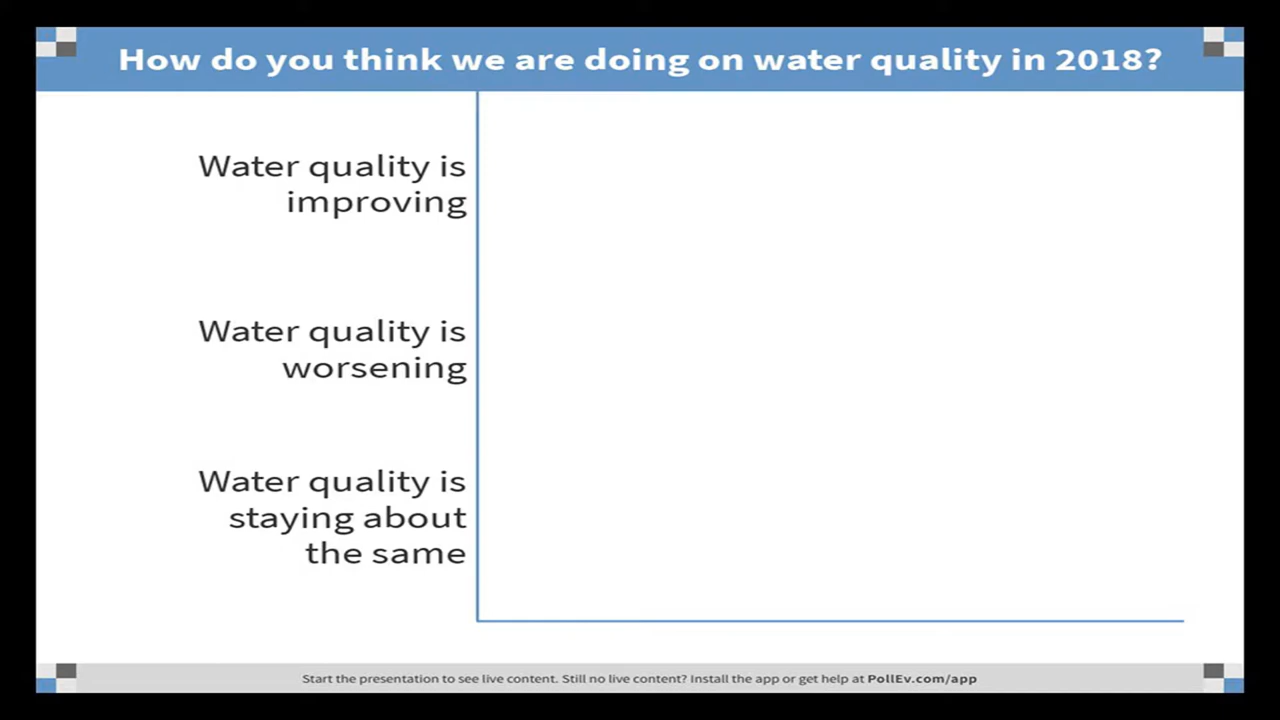 How do you think we are doing on water quality in 2018?
Water quality is
improving
Water quality is
worsening
Water quality is
staying about
the same
Start the presentation to see live content. Still no live content? Install the app or get help at PollEv.com/app